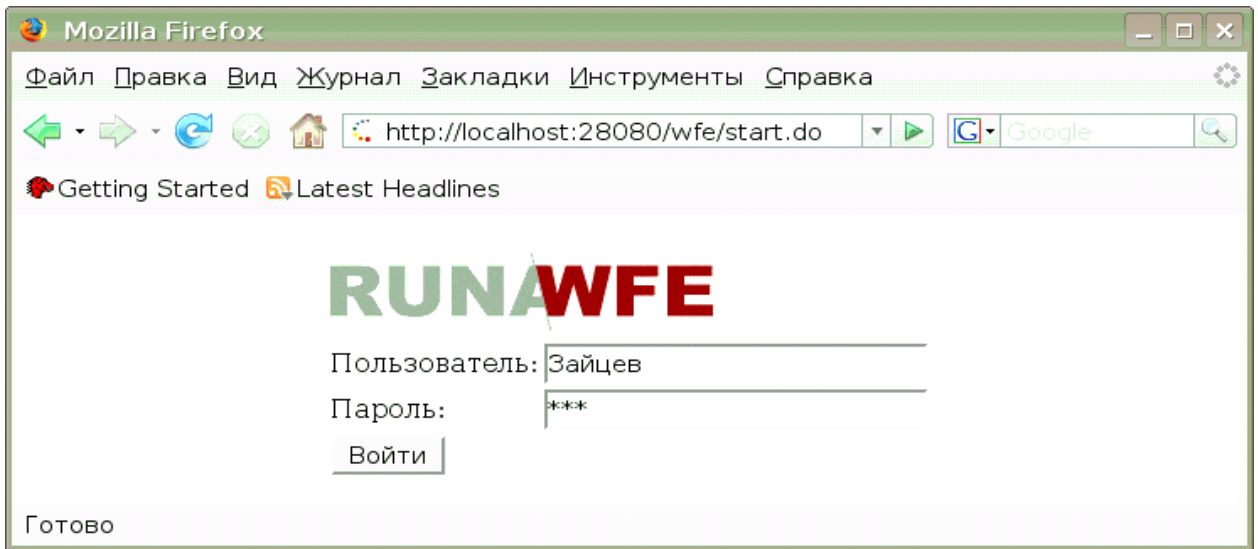 Mozilla Firefox
Файл Правка Вид Журнал Закладки Инструменты Справка
http://localhost:28080/wfe/start.do G Google
Getting Started Latest Headlines
RUNAWFE
Пользователь: Зайцев
Пароль: ***
Войти
Готово